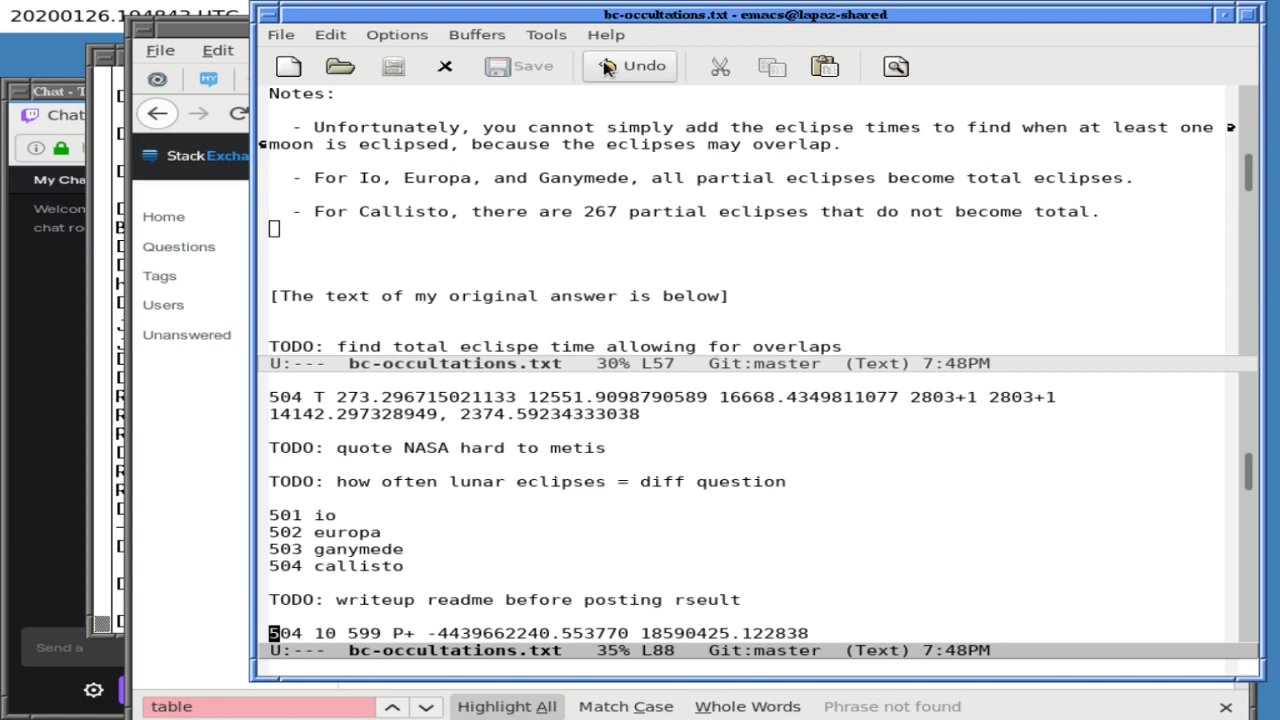 20200126.194843 UTC
bc-occultations.txt - emacs@lapaz-shared
File Edit Options Buffers Tools Help
Save Undo
Notes:
- Unfortunately, you cannot simply add the eclipse times to find when at least one
moon is eclipsed, because the eclipses may overlap.
- For Io, Europa, and Ganymede, all partial eclipses become total eclipses.
- For Callisto, there are 267 partial eclipses that do not become total.
[The text of my original answer is below]
TODO: find total eclispe time allowing for overlaps
U:--- bc-occultations.txt 30% L57 Git:master (Text) 7:48PM
504 T 273.296715021133 12551.9098790589 16668.4349811077 2803+1 2803+1
14142.297328949, 2374.59234333038
TODO: quote NASA hard to metis
TODO: how often lunar eclipses = diff question
501 io
502 europa
503 ganymede
504 callisto
TODO: writeup readme before posting rseult
504 10 599 P+ -4439662240.553770 18590425.122838
U:--- bc-occultations.txt 35% L88 Git:master (Text) 7:48PM
File Edit
MY
StackExcha
Home
Questions
Tags
Users
Unanswered
Chat - T
Chat
My Cha
Welcon
chat ro
Send a
table Highlight All Match Case Whole Words Phrase not found